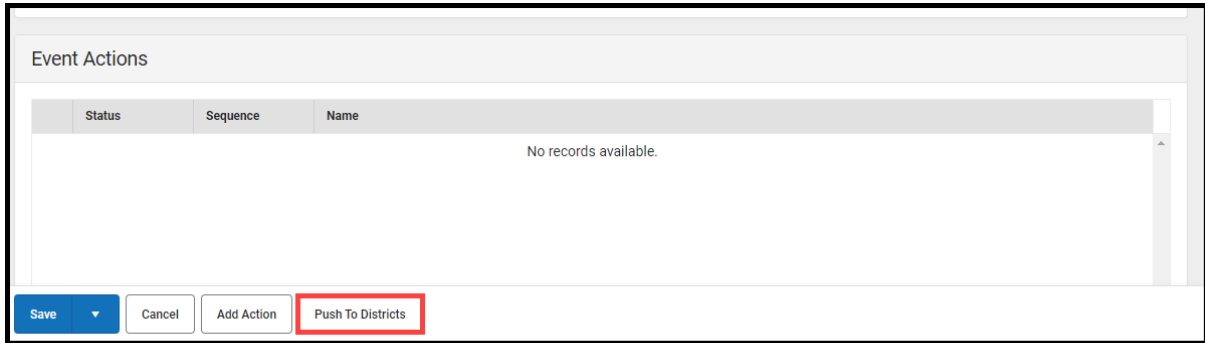 Event Actions
Status Sequence Name
No records available.
Save Cancel Add Action Push To Districts